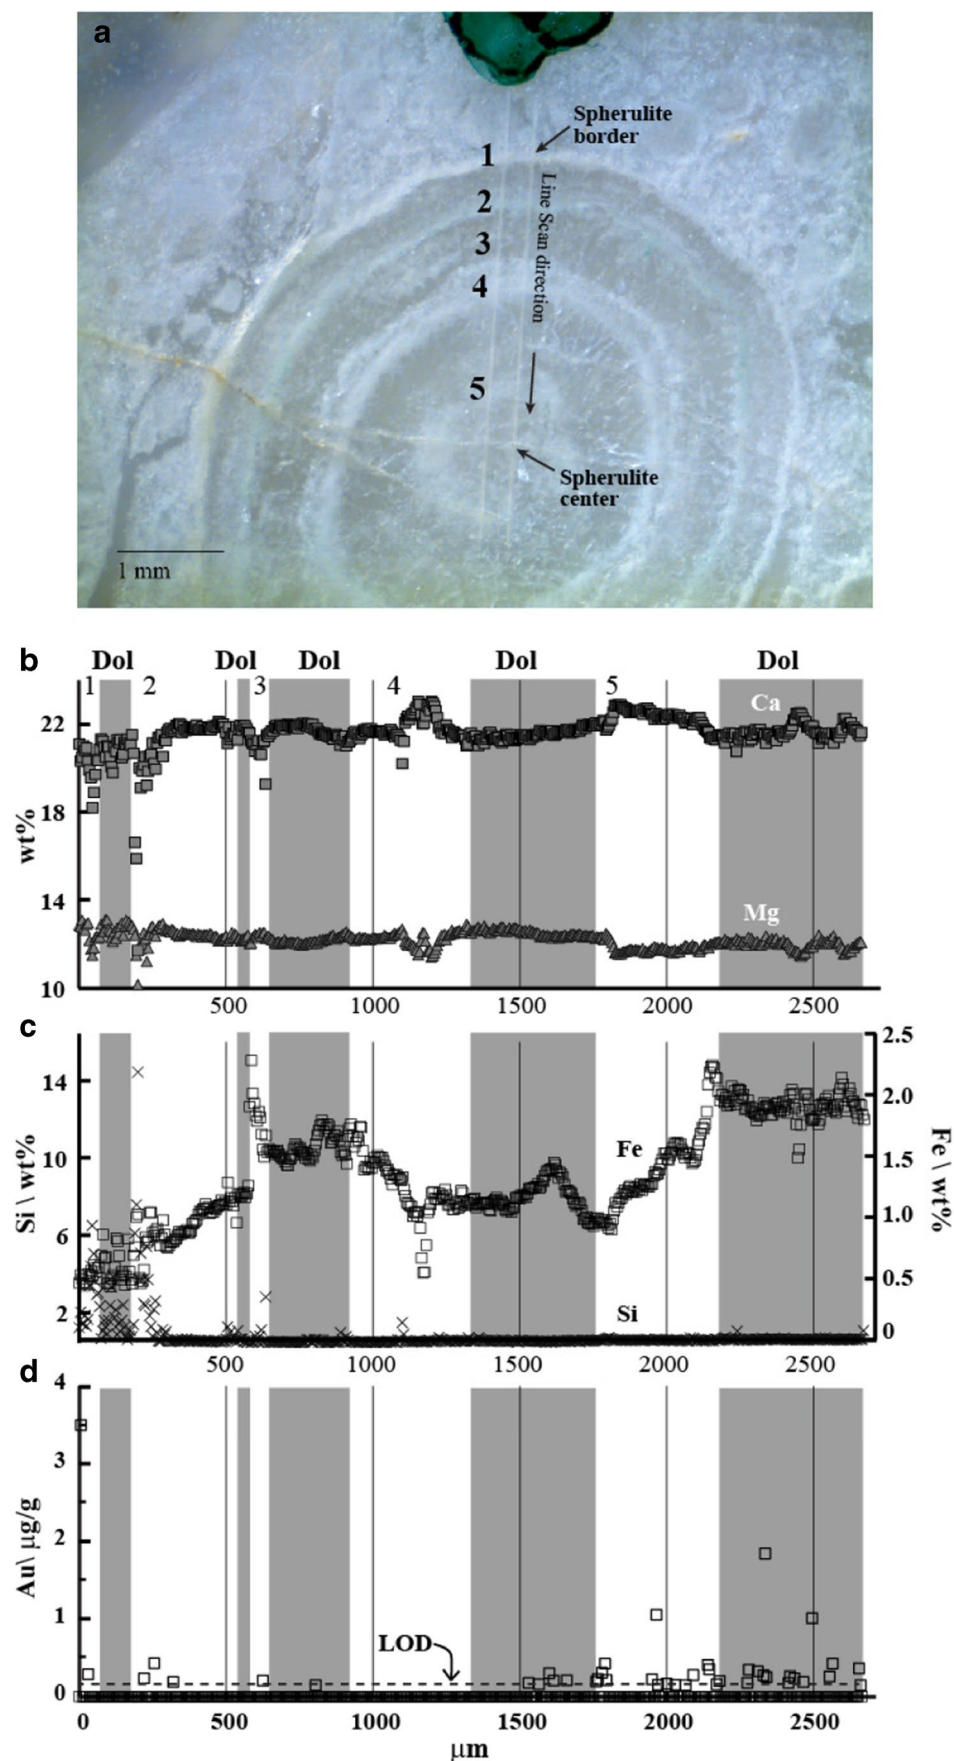 a
Spherulite
border
1
2
3
4
5
Line Scan direction
Spherulite
center
1 mm
b
Dol Dol Dol Dol Dol
1 2 3 4 5
Ca
22
18
14
10
wt%
Mg
500 1000 1500 2000 2500
c
14
10
6
2
Si \ wt%
2.5
2.0
1.5
1.0
0.5
0
Fe \ wt%
Fe
Si
500 1000 1500 2000 2500
d
4
3
2
1
0
Au\ μg/g
LOD
0 500 1000 1500 2000 2500
μm